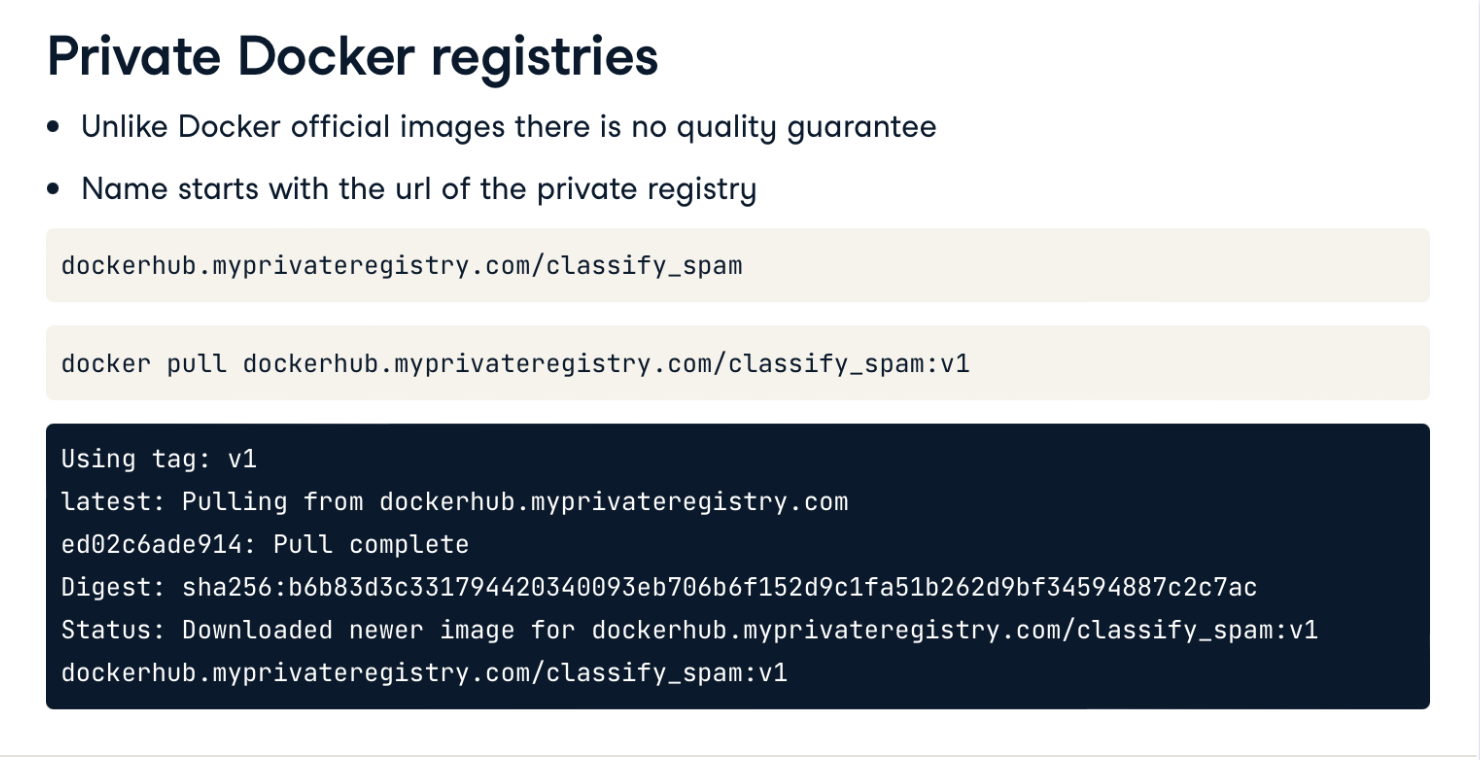 Private Docker registries
• Unlike Docker official images there is no quality guarantee
• Name starts with the url of the private registry
dockerhub.myprivateregistry.com/classify_spam
docker pull dockerhub.myprivateregistry.com/classify_spam:v1
Using tag: v1
latest: Pulling from dockerhub.myprivateregistry.com
ed02c6ade914: Pull complete
Digest: sha256:b6b83d3c331794420340093eb706b6f152d9c1fa51b262d9bf34594887c2c7ac
Status: Downloaded newer image for dockerhub.myprivateregistry.com/classify_spam:v1
dockerhub.myprivateregistry.com/classify_spam:v1